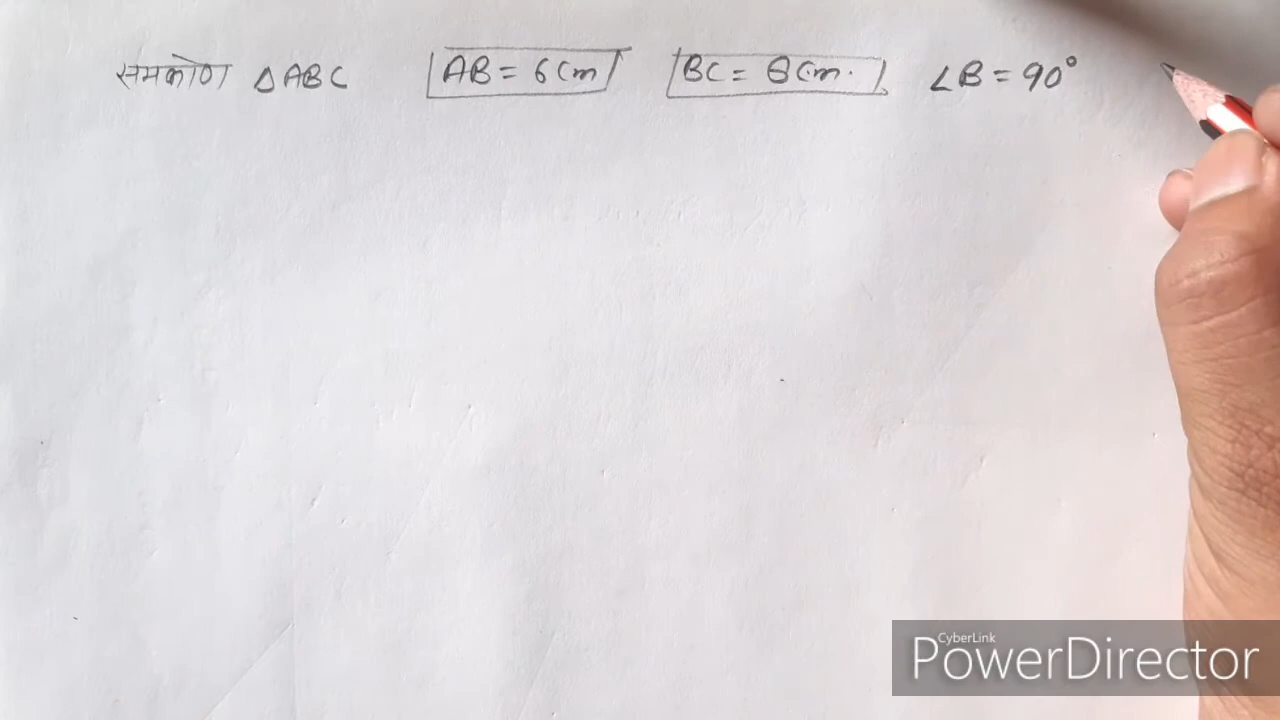 समकोण △ABC AB = 6 Cm BC = 8 Cm. ∠B = 90°
CyberLink
PowerDirector